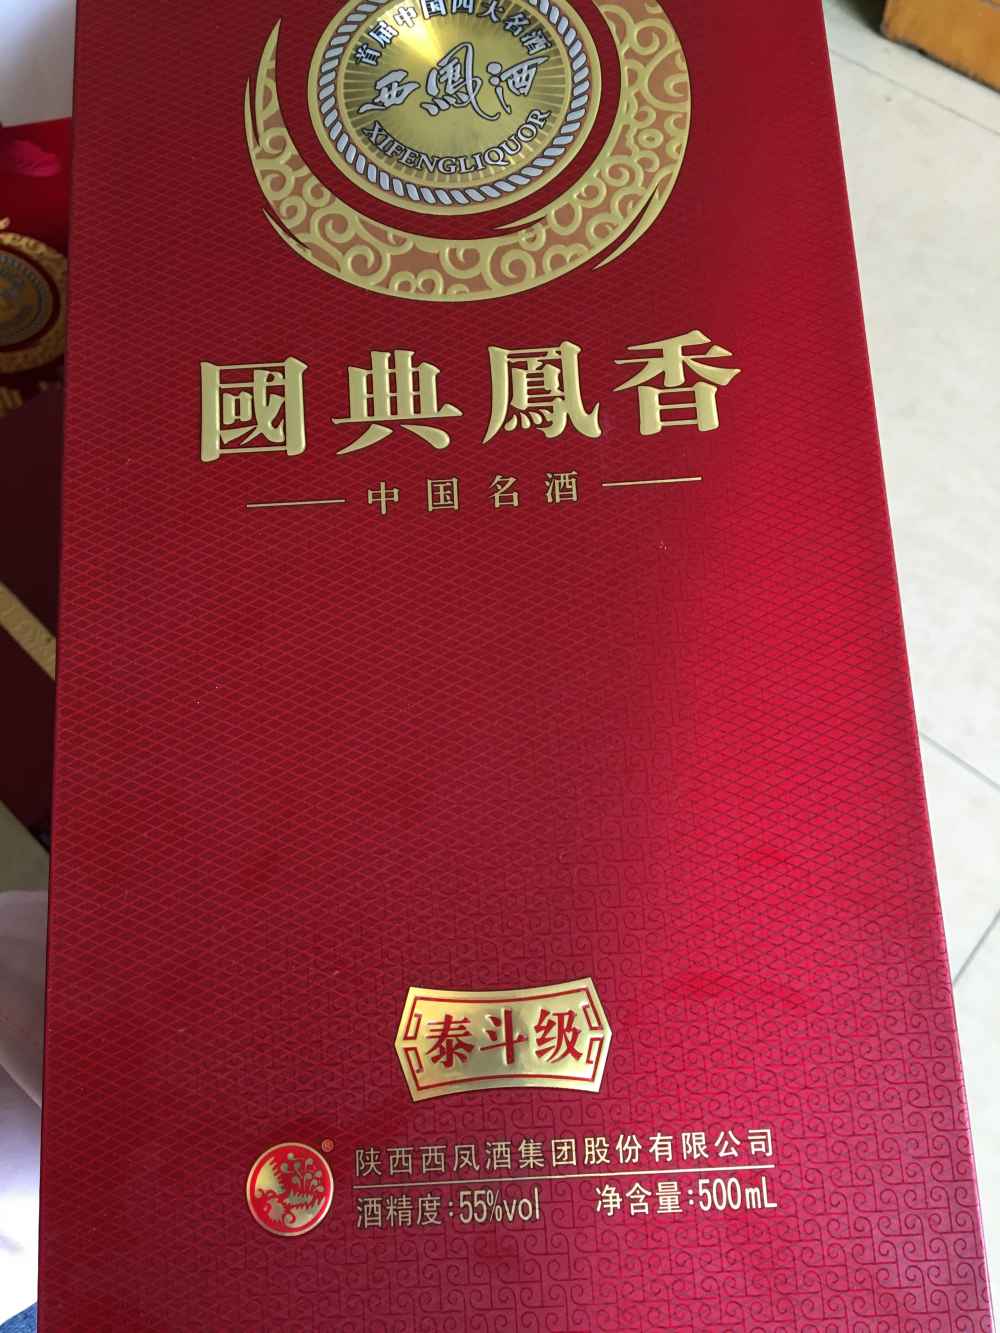 首届中国四大名酒
西鳳酒
XIFENGLIQUOR
國典鳳香
中国名酒
泰斗级
®
陕西西凤酒集团股份有限公司
酒精度:55%vol 净含量:500mL